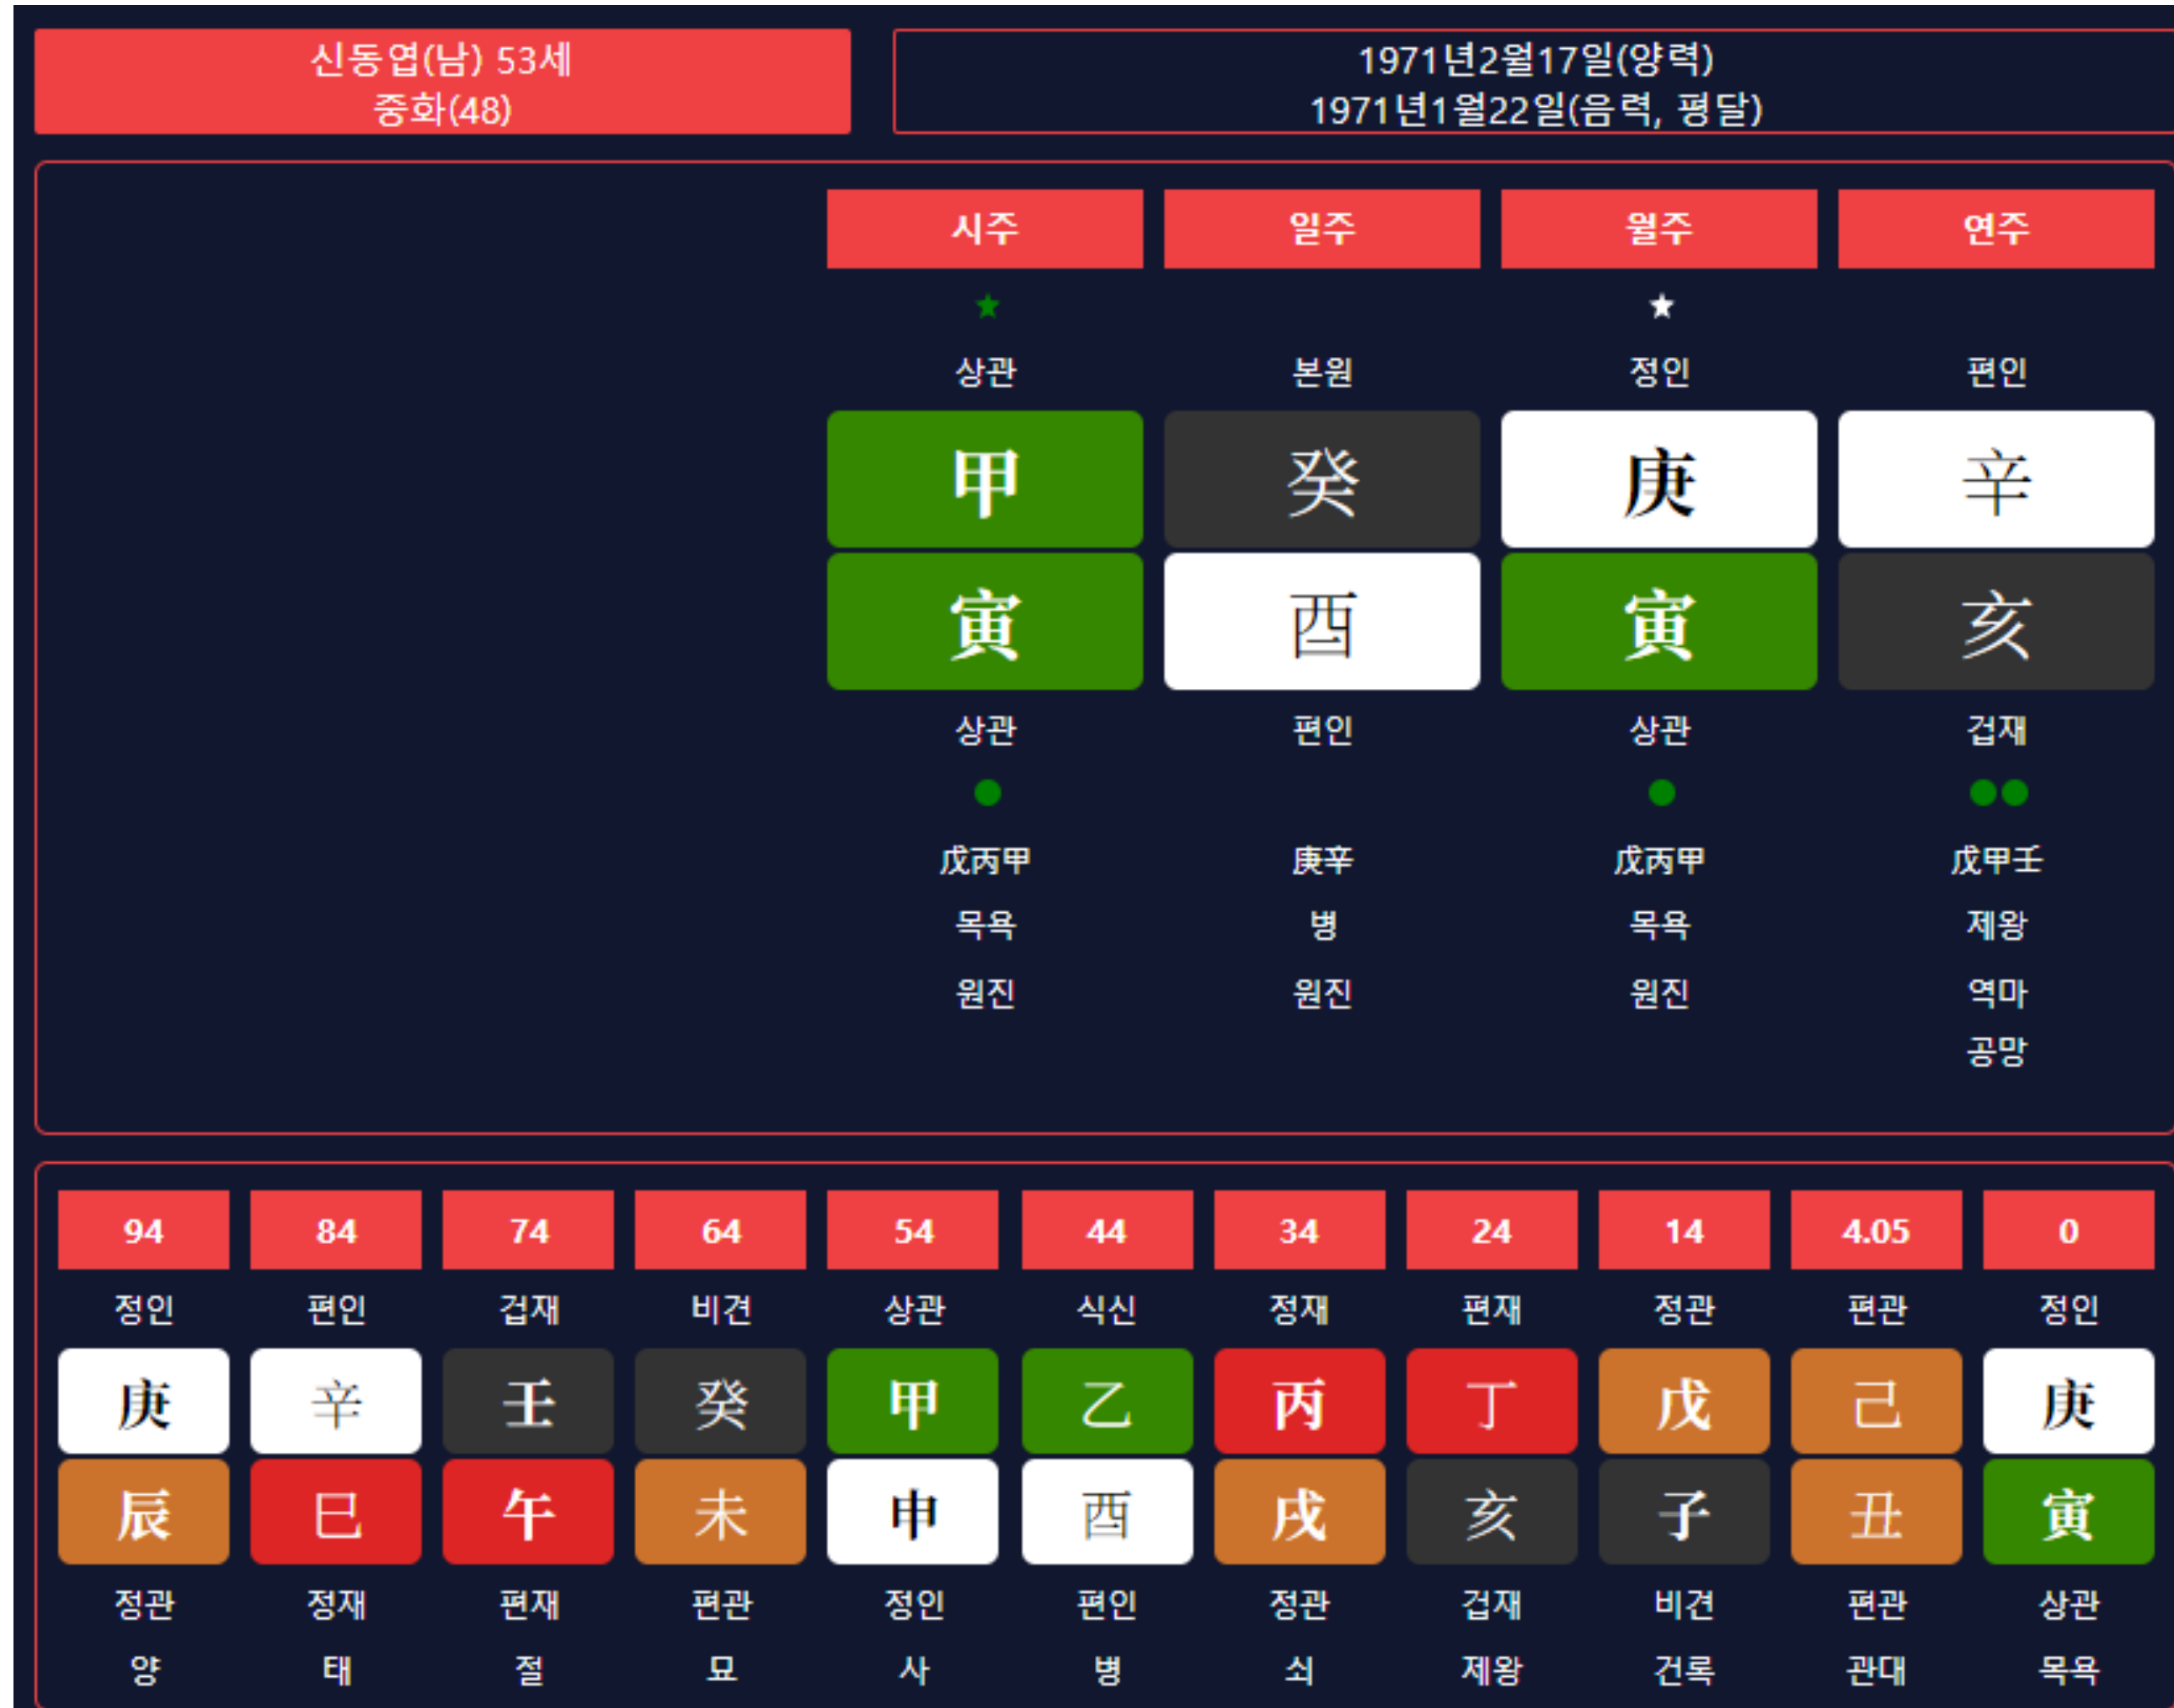 신동엽(남) 53세
중화(48)
1971년2월17일(양력)
1971년1월22일(음력, 평달)
시주 일주 월주 연주
★ ★
상관 본원 정인 편인
甲 癸 庚 辛
寅 酉 寅 亥
상관 편인 상관 겁재
戊丙甲 庚辛 戊丙甲 戊甲壬
목욕 병 목욕 제왕
원진 원진 원진 역마
공망
94 84 74 64 54 44 34 24 14 4.05 0
정인 편인 겁재 비견 상관 식신 정재 편재 정관 편관 정인
庚 辛 壬 癸 甲 乙 丙 丁 戊 己 庚
辰 巳 午 未 申 酉 戌 亥 子 丑 寅
정관 정재 편재 편관 정인 편인 정관 겁재 비견 편관 상관
양 태 절 묘 사 병 쇠 제왕 건록 관대 목욕